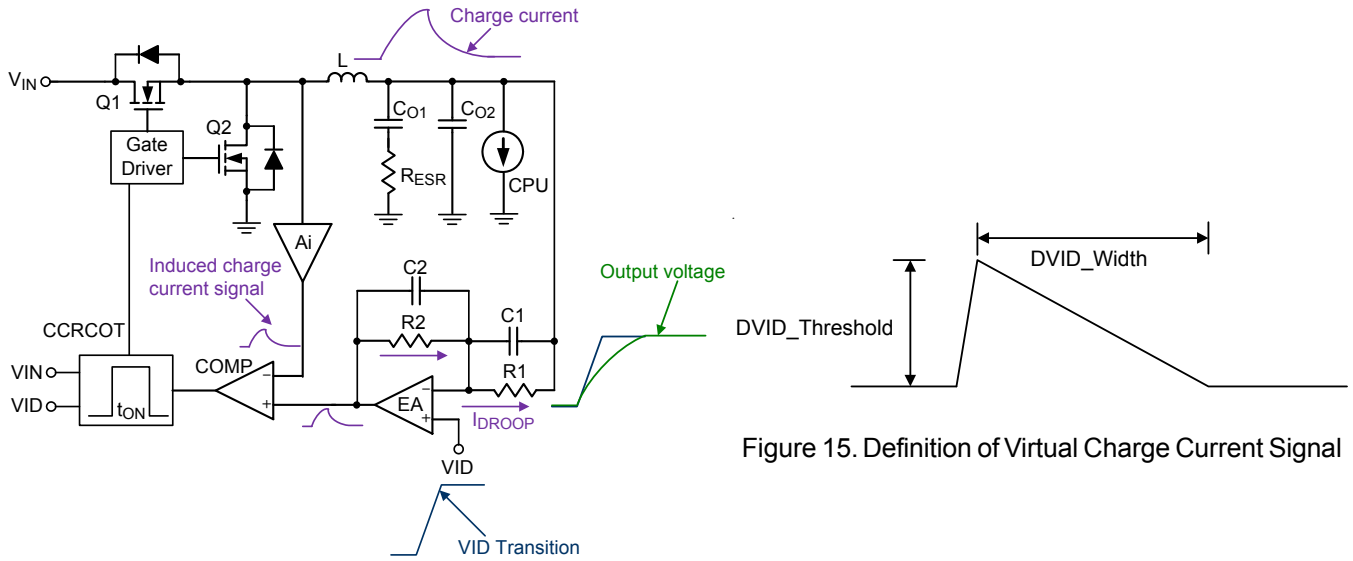 Charge current
L
VIN
Q1
CO1
CO2
Q2
Gate
Driver
RESR
CPU
Ai
Induced charge
current signal
C2
Output voltage
DVID_Width
DVID_Threshold
CCRCOT
R2
C1
COMP
R1
VIN
VID
tON
−
+
EA
−
+
IDROOP
VID
Figure 15. Definition of Virtual Charge Current Signal
VID Transition